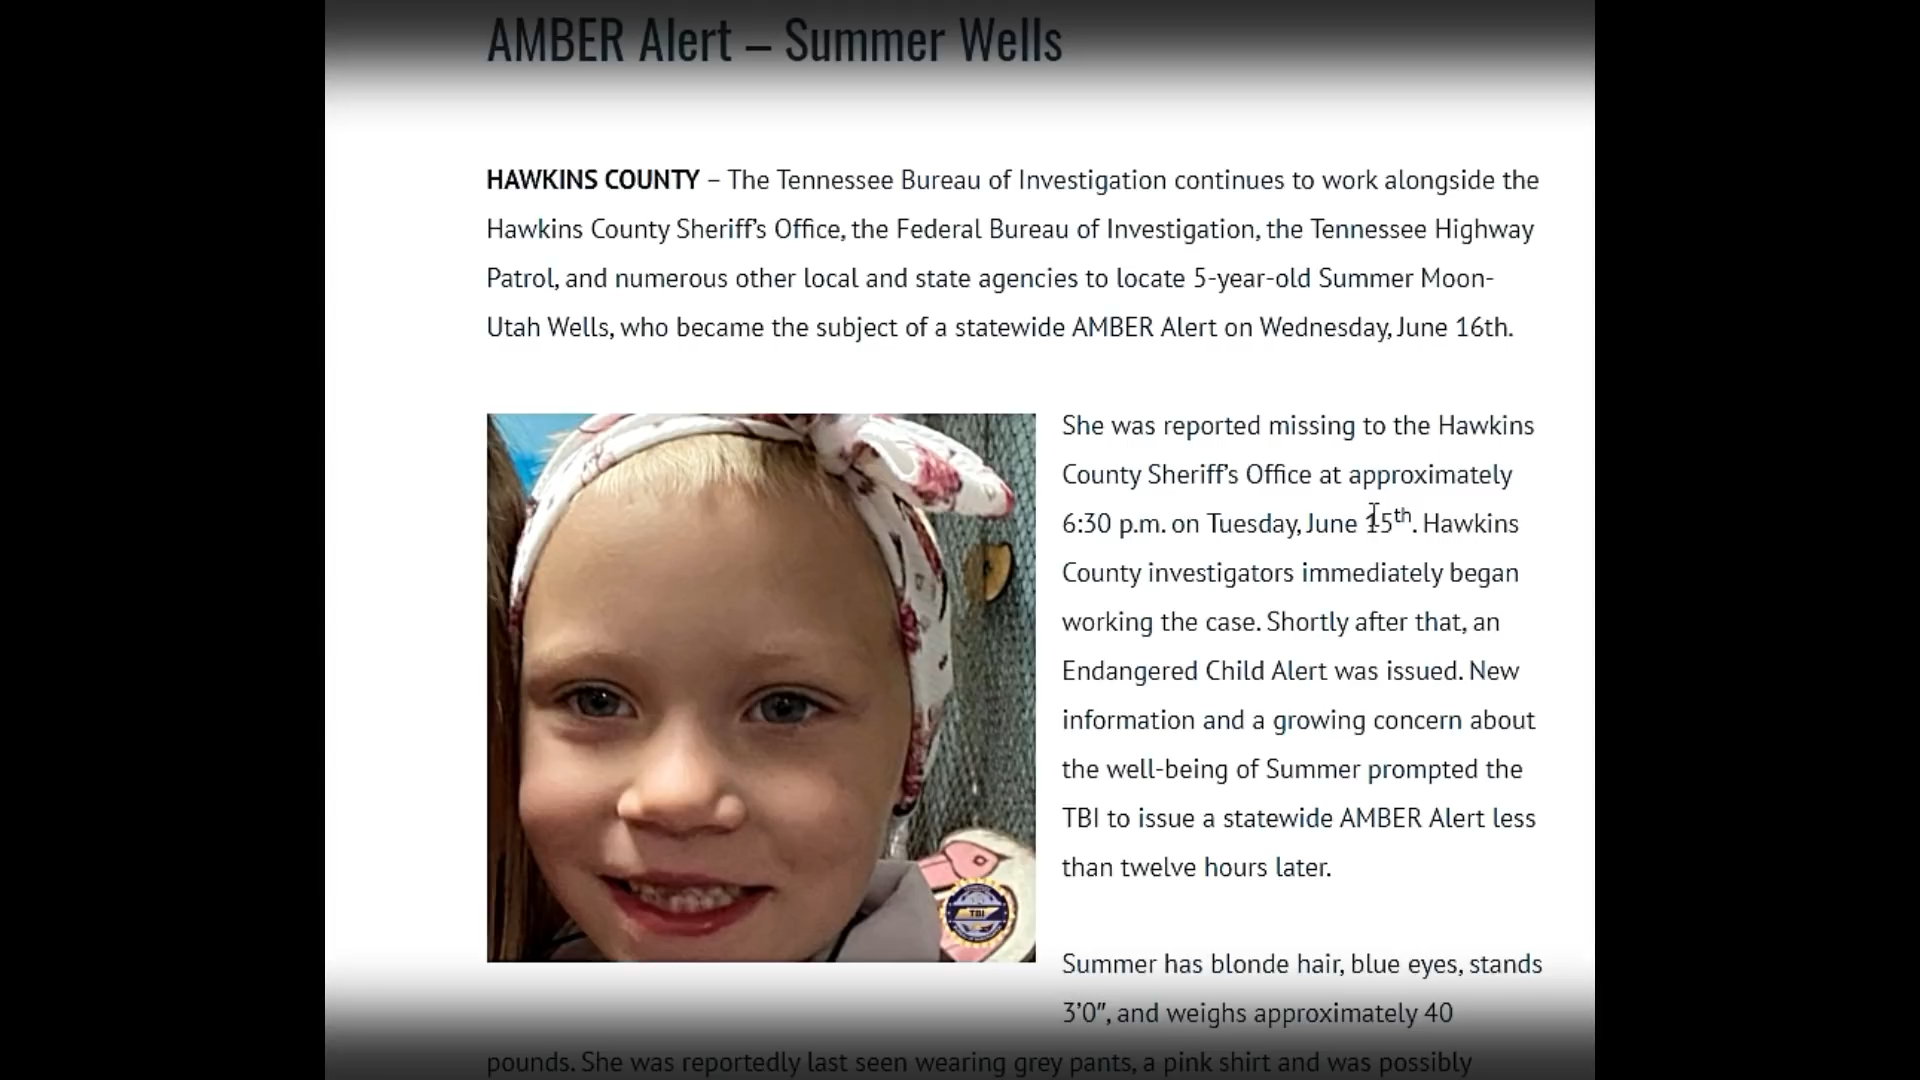 AMBER Alert – Summer Wells
HAWKINS COUNTY – The Tennessee Bureau of Investigation continues to work alongside the
Hawkins County Sheriff’s Office, the Federal Bureau of Investigation, the Tennessee Highway
Patrol, and numerous other local and state agencies to locate 5-year-old Summer Moon-
Utah Wells, who became the subject of a statewide AMBER Alert on Wednesday, June 16th.
She was reported missing to the Hawkins
County Sheriff’s Office at approximately
6:30 p.m. on Tuesday, June 15th. Hawkins
County investigators immediately began
working the case. Shortly after that, an
Endangered Child Alert was issued. New
information and a growing concern about
the well-being of Summer prompted the
TBI to issue a statewide AMBER Alert less
than twelve hours later.
Summer has blonde hair, blue eyes, stands
3’0″, and weighs approximately 40
pounds. She was reportedly last seen wearing grey pants, a pink shirt and was possibly
TBI